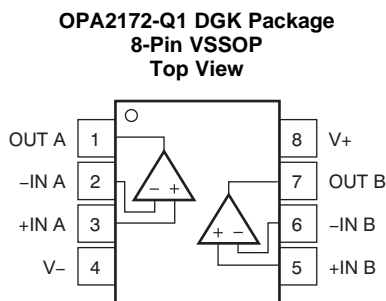 OPA2172-Q1 DGK Package
8-Pin VSSOP
Top View
OUT A 1 8 V+
−IN A 2 7 OUT B
− +
+IN A 3 6 −IN B
+ −
V− 4 5 +IN B